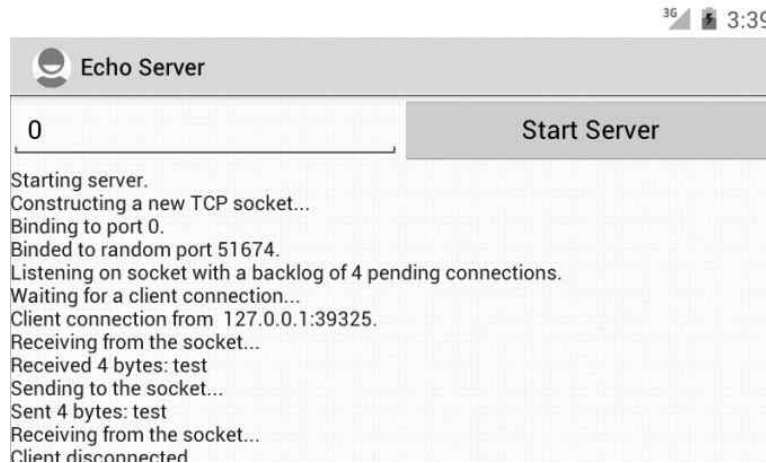 3G 3:39
Echo Server
0 Start Server
Starting server.
Constructing a new TCP socket...
Binding to port 0.
Binded to random port 51674.
Listening on socket with a backlog of 4 pending connections.
Waiting for a client connection...
Client connection from  127.0.0.1:39325.
Receiving from the socket...
Received 4 bytes: test
Sending to the socket...
Sent 4 bytes: test
Receiving from the socket...
Client disconnected